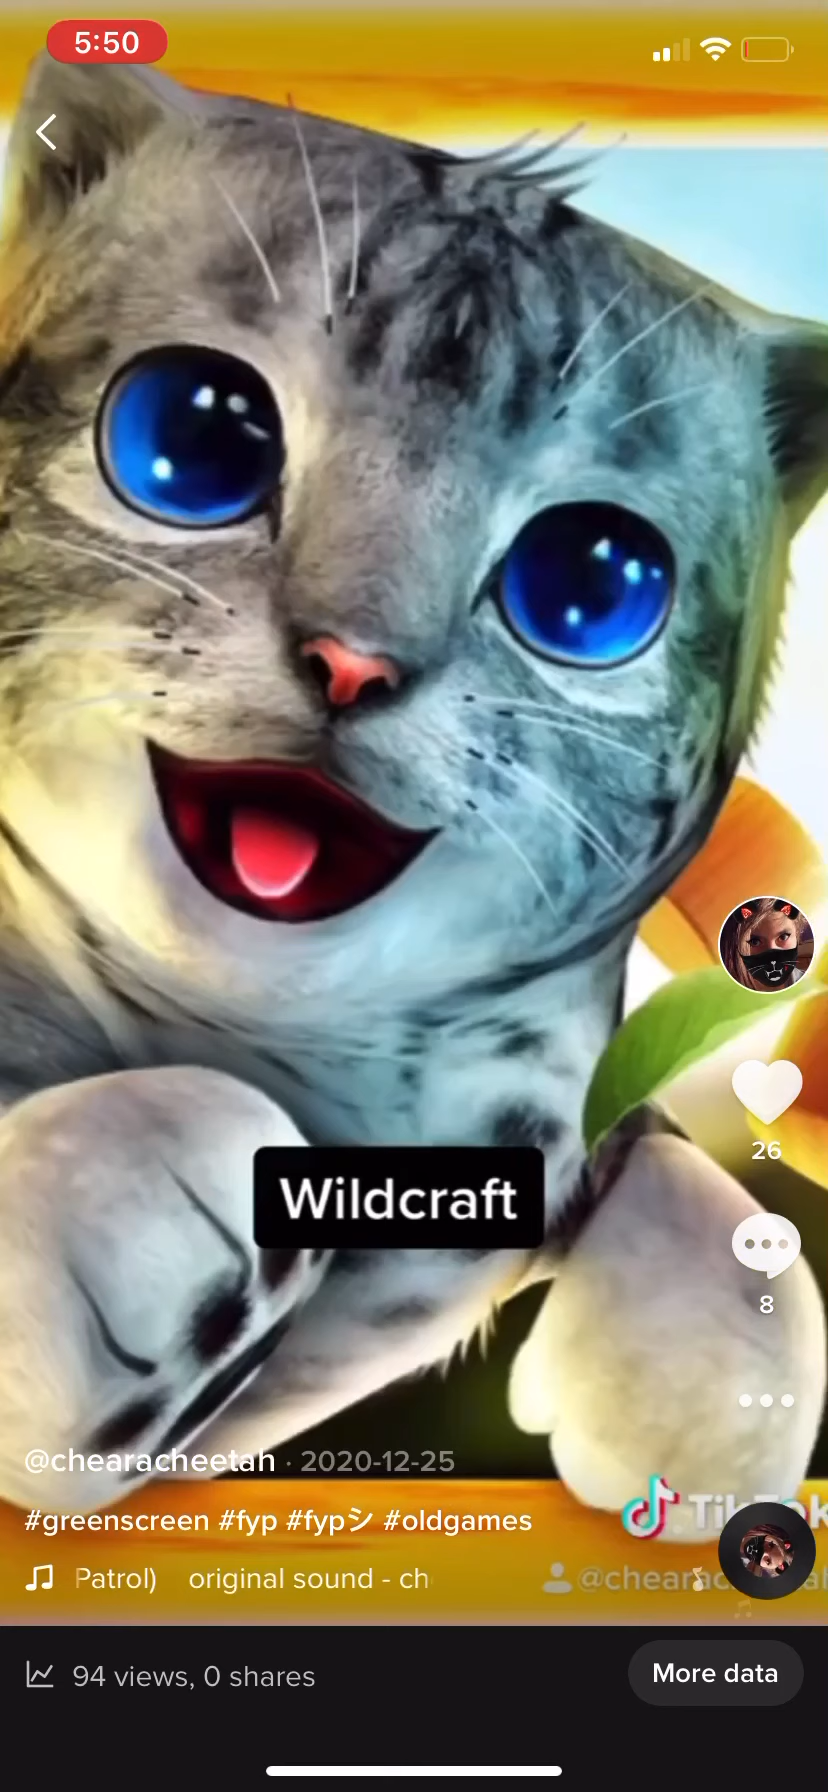 5:50
Wildcraft
26
8
@chearacheetah · 2020-12-25
#greenscreen #fyp #fypシ #oldgames
TikTok
Patrol) original sound - ch
94 views, 0 shares
More data